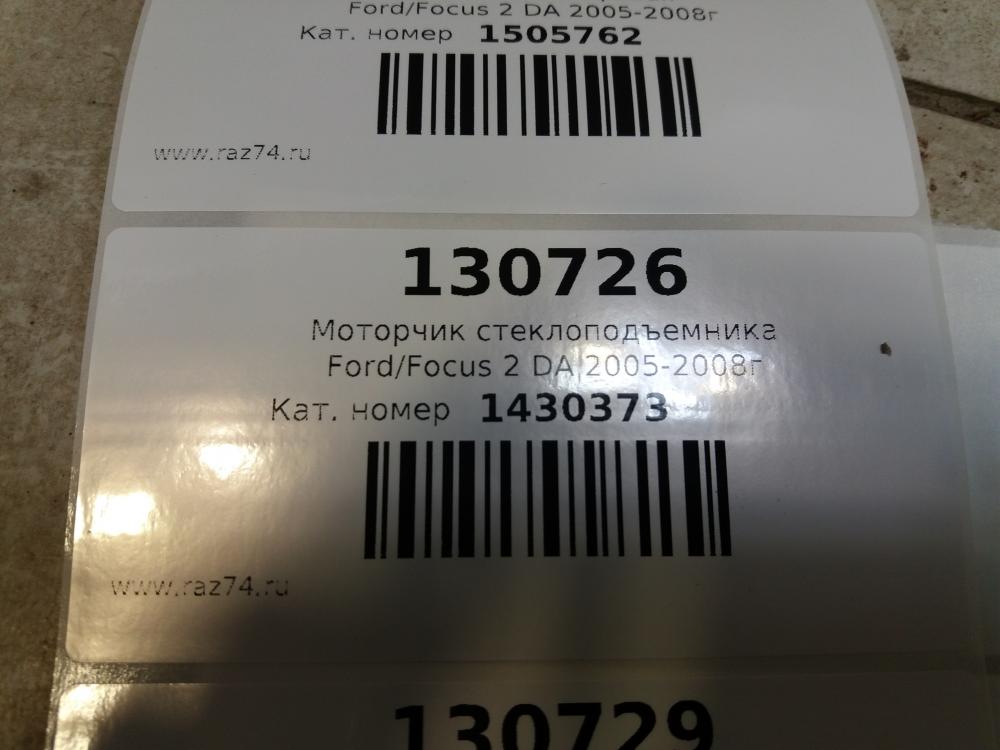 Ford/Focus 2 DA 2005-2008г
Кат. номер 1505762
www.raz74.ru
130726
Моторчик стеклоподъемника
Ford/Focus 2 DA 2005-2008г
Кат. номер 1430373
www.raz74.ru
130729